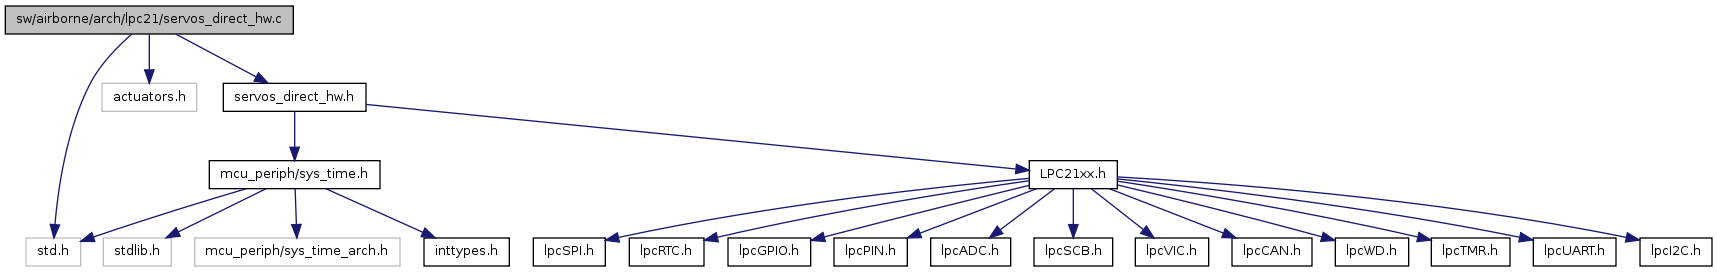 sw/airborne/arch/lpc21/servos_direct_hw.c
actuators.h
servos_direct_hw.h
mcu_periph/sys_time.h
LPC21xx.h
std.h
stdlib.h
mcu_periph/sys_time_arch.h
inttypes.h
lpcSPI.h
lpcRTC.h
lpcGPIO.h
lpcPIN.h
lpcADC.h
lpcSCB.h
lpcVIC.h
lpcCAN.h
lpcWD.h
lpcTMR.h
lpcUART.h
lpcI2C.h